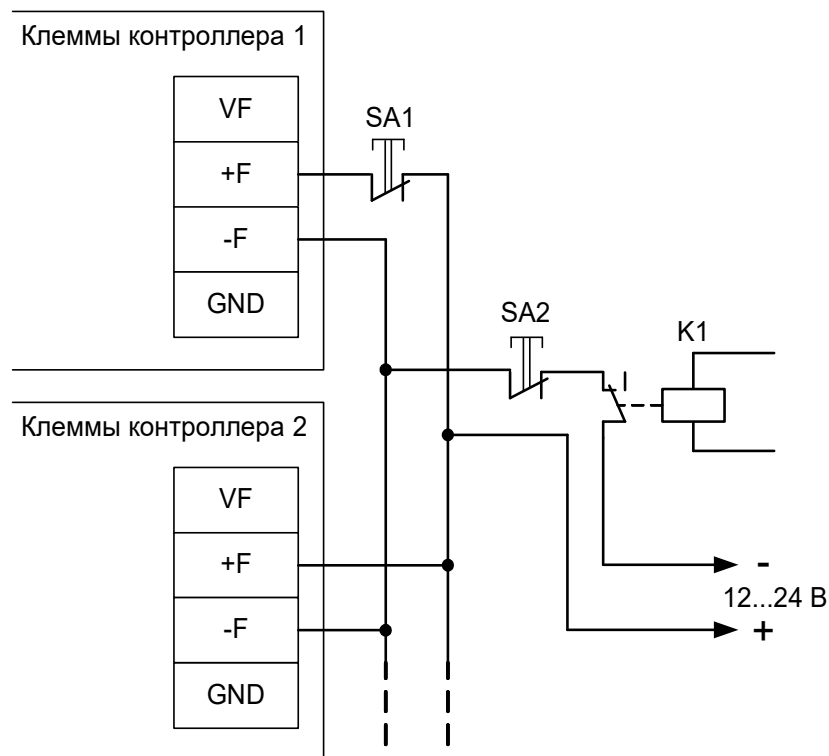 Клеммы контроллера 1
VF
SA1
+F
-F
GND
SA2
K1
Клеммы контроллера 2
VF
+F
-
12...24 В
-F
+
GND